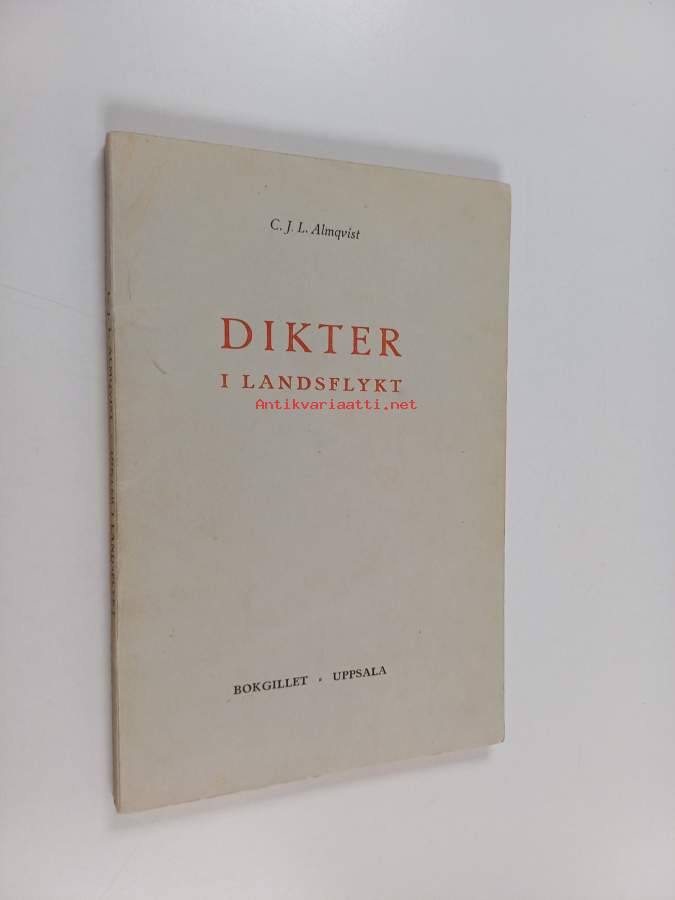 C. J. L. Almqvist
DIKTER
I LANDSFLYKT
Antikvariaatti.net
BOKGILLET • UPPSALA